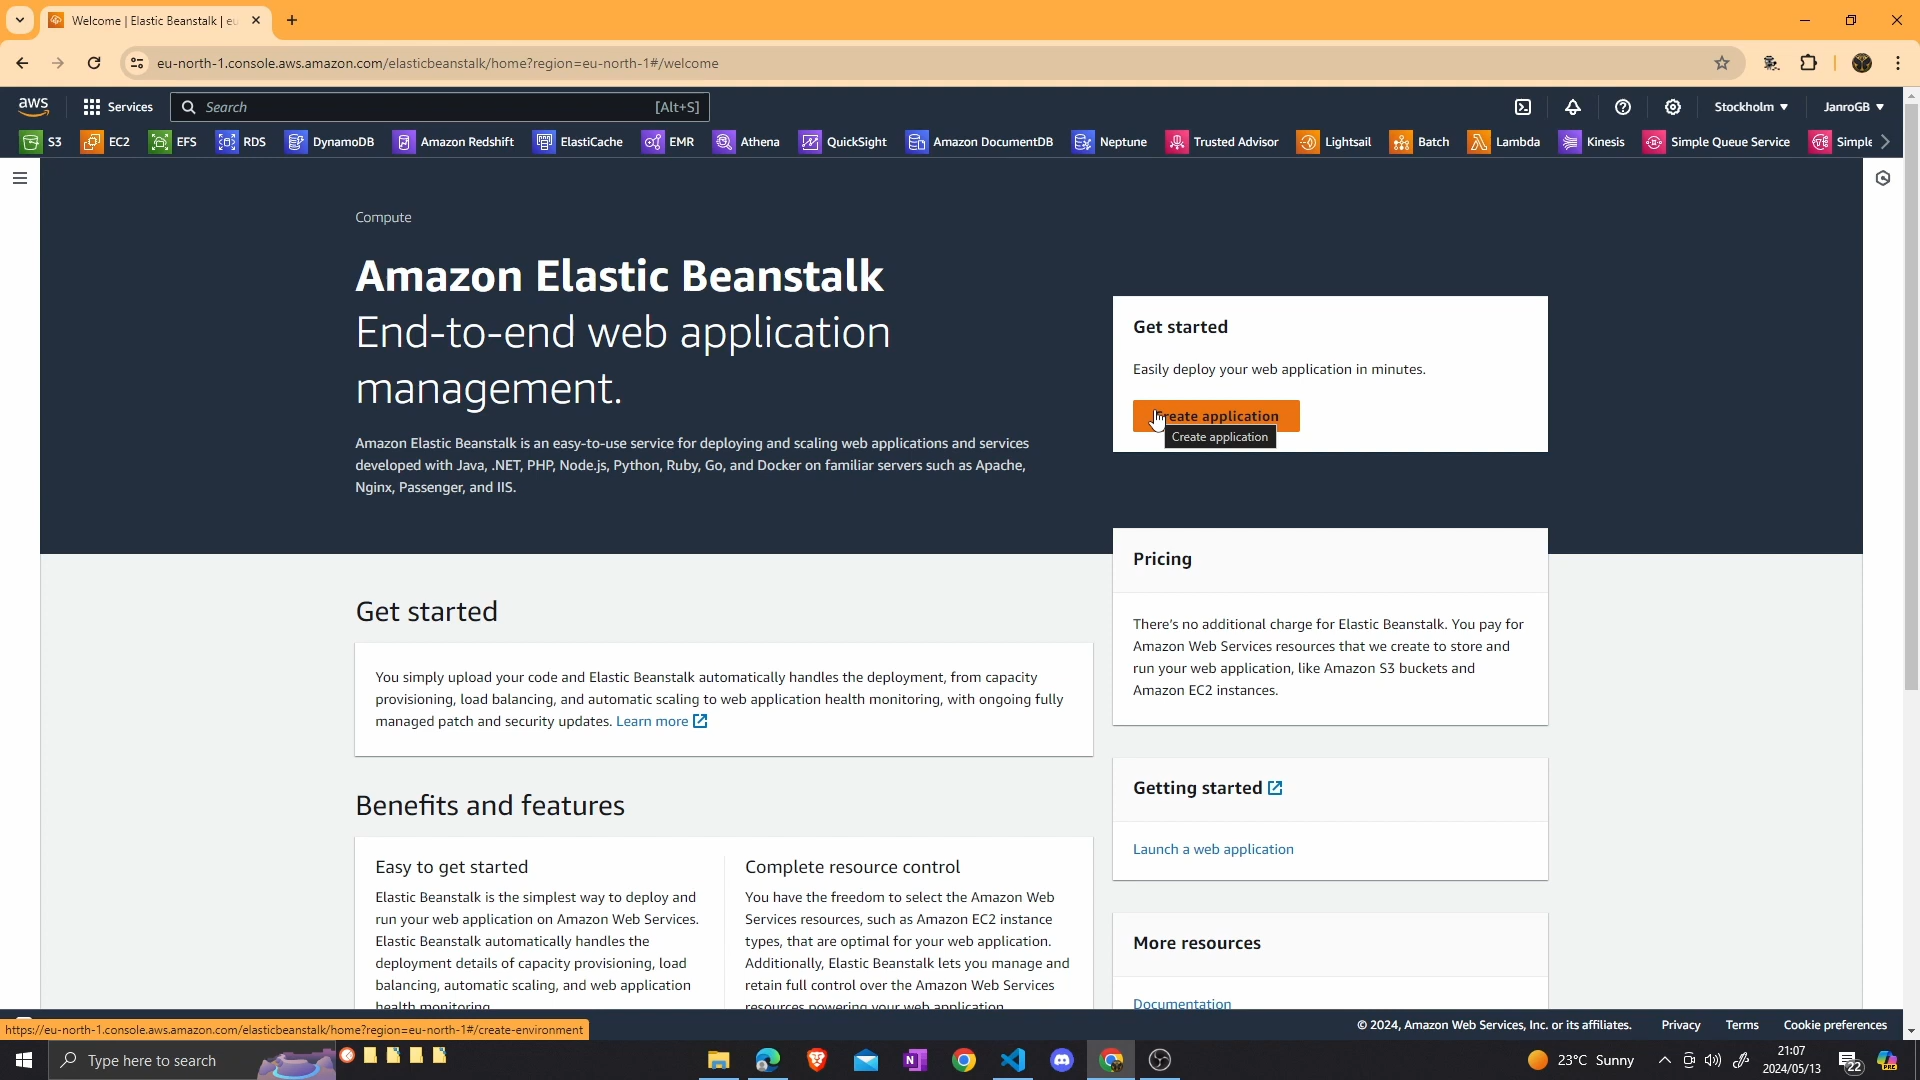 Welcome | Elastic Beanstalk | eu
eu-north-1.console.aws.amazon.com/elasticbeanstalk/home?region=eu-north-1#/welcome
aws
Services
Search
[Alt+S]
Stockholm
JanroGB
S3
EC2
EFS
RDS
DynamoDB
Amazon Redshift
ElastiCache
EMR
Athena
QuickSight
Amazon DocumentDB
Neptune
Trusted Advisor
Lightsail
Batch
Lambda
Kinesis
Simple Queue Service
Simple
Compute
Amazon Elastic Beanstalk
End-to-end web application
management.
Amazon Elastic Beanstalk is an easy-to-use service for deploying and scaling web applications and services
developed with Java, .NET, PHP, Node.js, Python, Ruby, Go, and Docker on familiar servers such as Apache,
Nginx, Passenger, and IIS.
Get started
Easily deploy your web application in minutes.
Create application
Create application
Pricing
There's no additional charge for Elastic Beanstalk. You pay for
Amazon Web Services resources that we create to store and
run your web application, like Amazon S3 buckets and
Amazon EC2 instances.
Get started
You simply upload your code and Elastic Beanstalk automatically handles the deployment, from capacity
provisioning, load balancing, and automatic scaling to web application health monitoring, with ongoing fully
managed patch and security updates. Learn more
Getting started
Launch a web application
Benefits and features
Easy to get started
Elastic Beanstalk is the simplest way to deploy and
run your web application on Amazon Web Services.
Elastic Beanstalk automatically handles the
deployment details of capacity provisioning, load
balancing, automatic scaling, and web application
health monitoring.
Complete resource control
You have the freedom to select the Amazon Web
Services resources, such as Amazon EC2 instance
types, that are optimal for your web application.
Additionally, Elastic Beanstalk lets you manage and
retain full control over the Amazon Web Services
resources powering your web application.
More resources
Documentation
https://eu-north-1.console.aws.amazon.com/elasticbeanstalk/home?region=eu-north-1#/create-environment
© 2024, Amazon Web Services, Inc. or its affiliates.
Privacy
Terms
Cookie preferences
Type here to search
23°C Sunny
21:07
2024/05/13
22
PRE